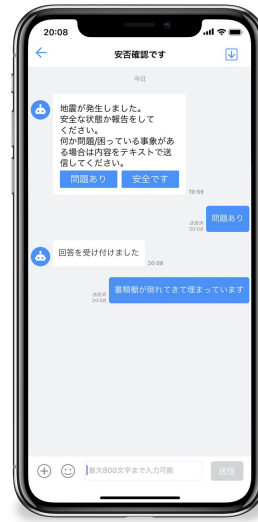 20:08
安否確認です
今日
地震が発生しました。
安全な状態か報告をして
ください。
何か問題/困っている事象があ
る場合は内容をテキストで送
信してください。
問題あり
安全です
19:59
問題あり
送信済
20:08
回答を受け付けました
20:08
書類棚が倒れてきて埋まっています
送信済
20:08
最大800文字まで入力可能
送信